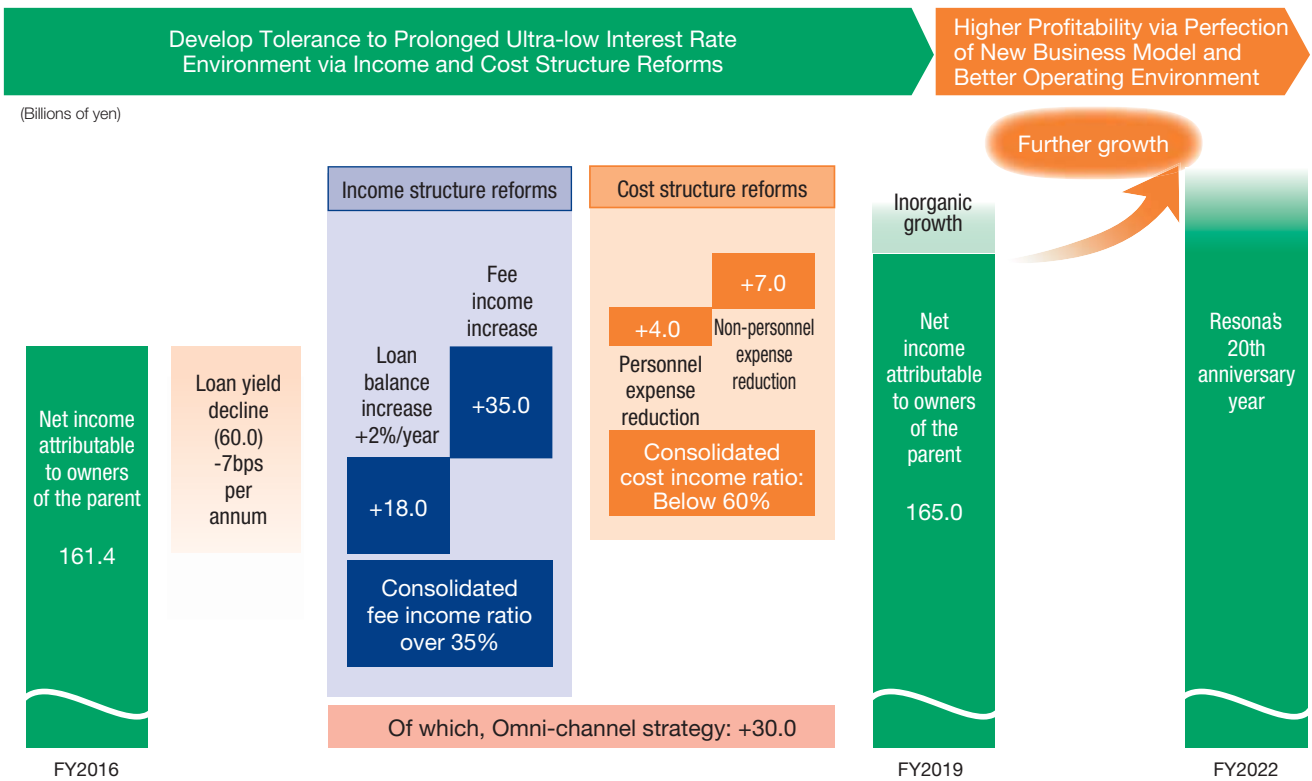 Develop Tolerance to Prolonged Ultra-low Interest Rate
Environment via Income and Cost Structure Reforms
Higher Profitability via Perfection
of New Business Model and
Better Operating Environment
(Billions of yen)
Further growth
Net income
attributable
to owners
of the parent
161.4
FY2016
Loan yield
decline
(60.0)
-7bps
per
annum
Income structure reforms
Loan
balance
increase
+2%/year
+18.0
Fee
income
increase
+35.0
Consolidated
fee income ratio
over 35%
Cost structure reforms
+4.0
Personnel
expense
reduction
+7.0
Non-personnel
expense
reduction
Consolidated
cost income ratio:
Below 60%
Of which, Omni-channel strategy: +30.0
Inorganic
growth
Net
income
attributable
to owners
of the
parent
165.0
FY2019
Resona's
20th
anniversary
year
FY2022